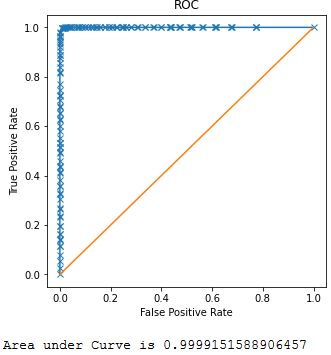 ROC
1.0
0.8
0.6
0.4
0.2
0.0
True Positive Rate
0.0 0.2 0.4 0.6 0.8 1.0
False Positive Rate
Area under Curve is 0.9999151588906457